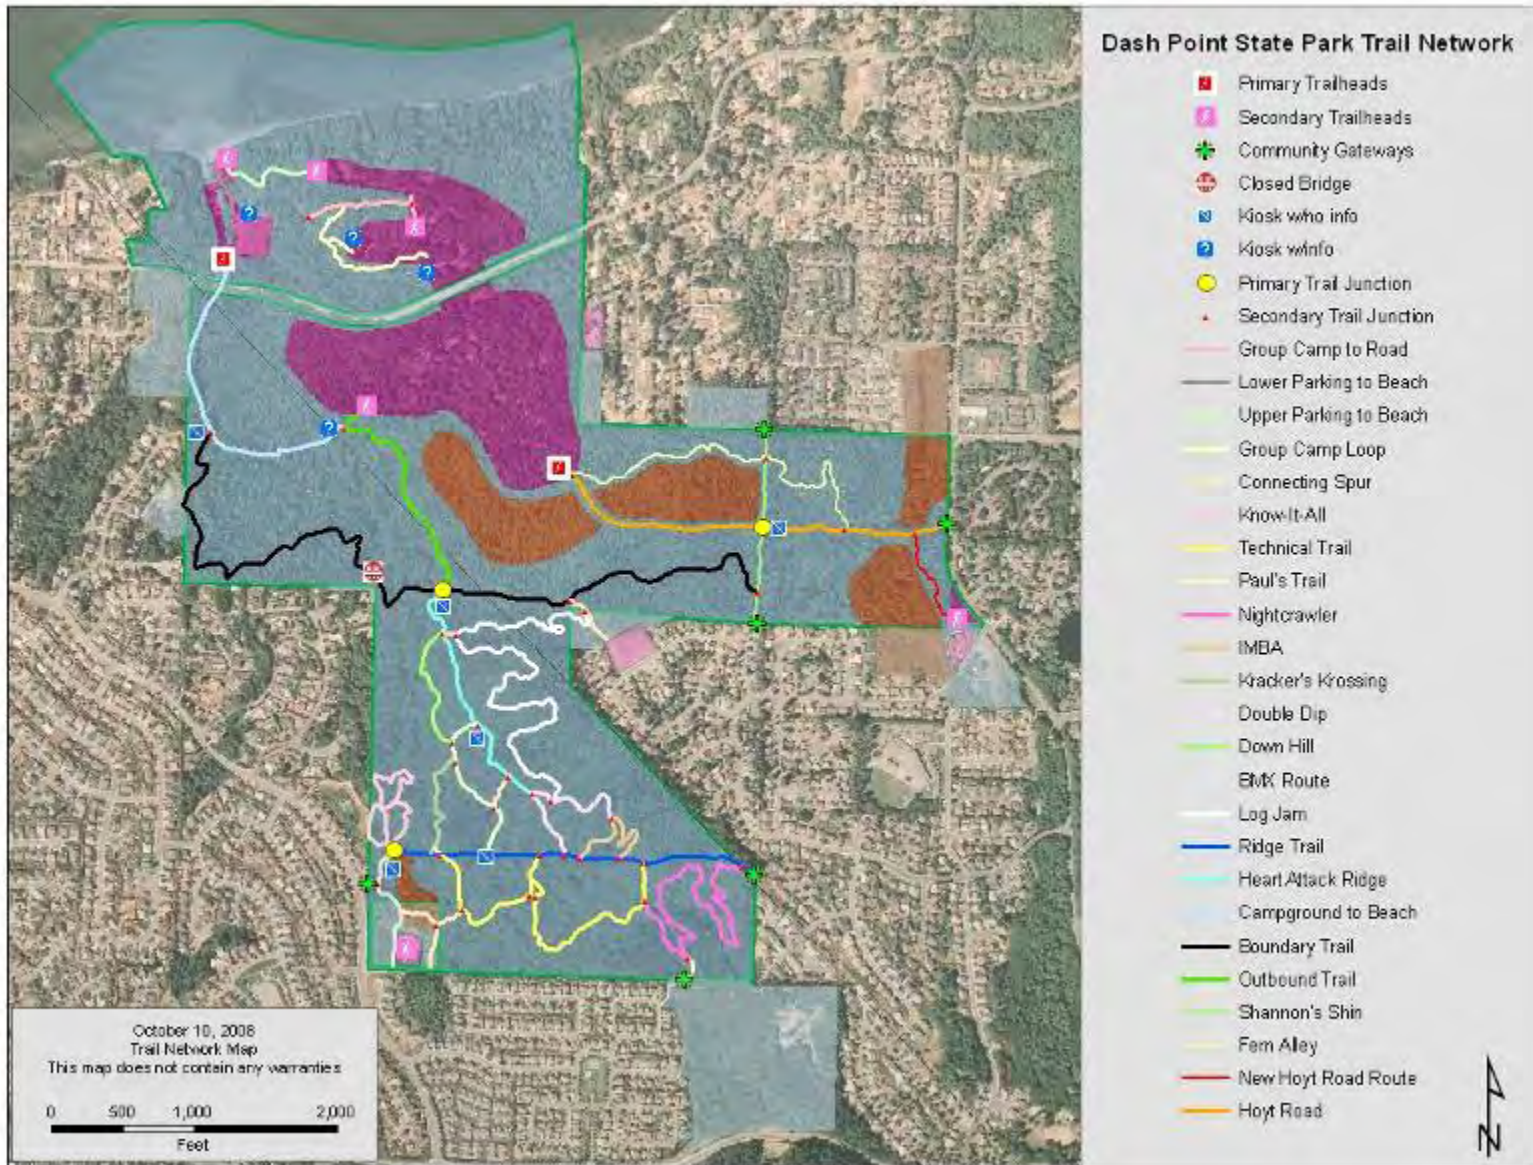 Dash Point State Park Trail Network
Primary Trailheads
Secondary Trailheads
Community Gateways
Closed Bridge
Kiosk w/no info
Kiosk w/info
Primary Trail Junction
Secondary Trail Junction
Group Camp to Road
Lower Parking to Beach
Upper Parking to Beach
Group Camp Loop
Connecting Spur
Know-It-All
Technical Trail
Paul's Trail
Nightcrawler
IMBA
Kracker's Krossing
Double Dip
Down Hill
BMX Route
Log Jam
Ridge Trail
Heart Attack Ridge
Campground to Beach
Boundary Trail
Outbound Trail
Shannon's Shin
Fern Alley
New Hoyt Road Route
Hoyt Road
N
October 10, 2008
Trail Network Map
This map does not contain any warranties
0 500 1,000 2,000
Feet